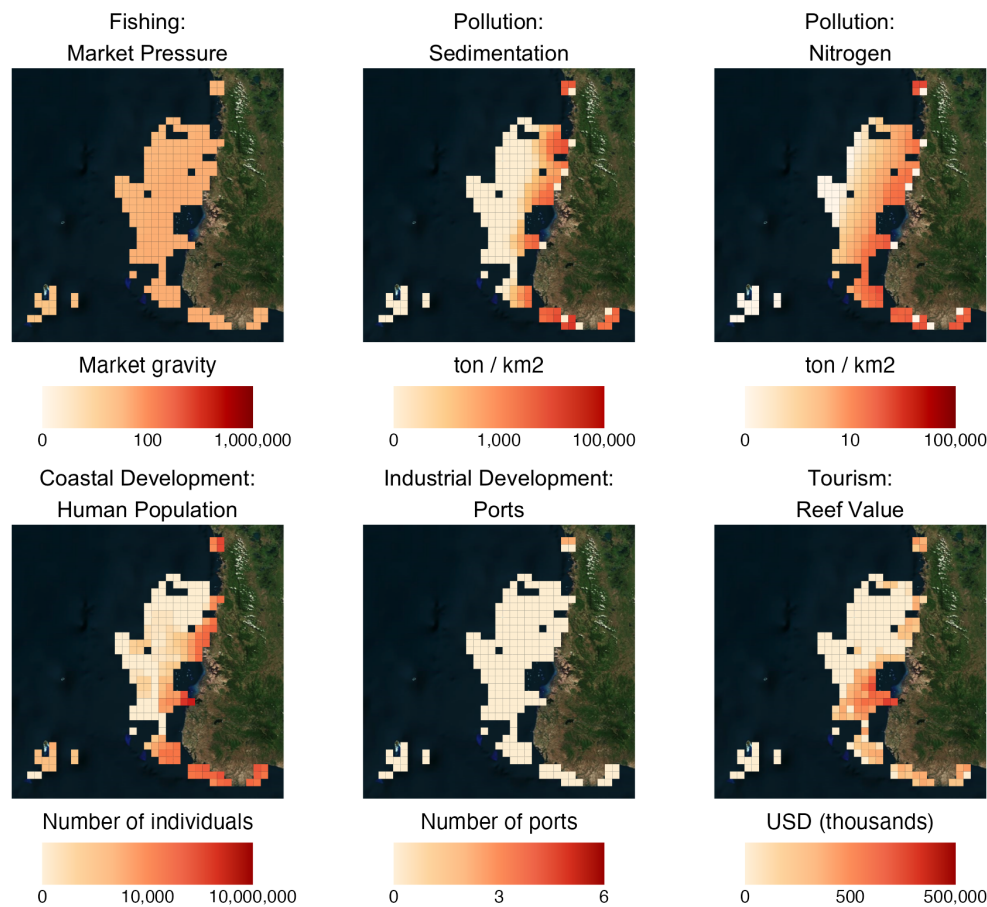 Fishing:
Market Pressure
Pollution:
Sedimentation
Pollution:
Nitrogen
Market gravity
0 100 1,000,000
ton / km2
0 1,000 100,000
ton / km2
0 10 100,000
Coastal Development:
Human Population
Industrial Development:
Ports
Tourism:
Reef Value
Number of individuals
0 10,000 10,000,000
Number of ports
0 3 6
USD (thousands)
0 500 500,000